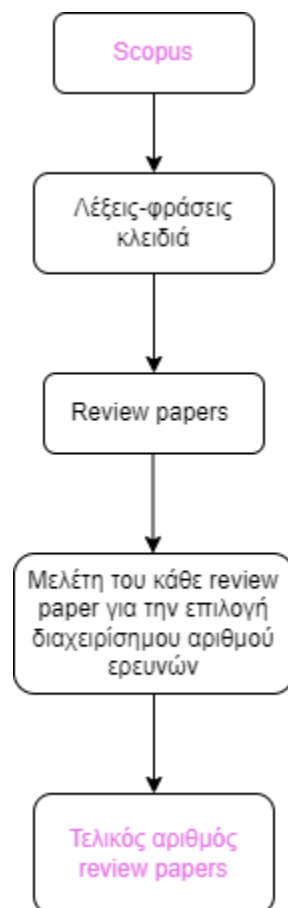 Scopus
Λέξεις-φράσεις
κλειδιά
Review papers
Μελέτη του κάθε review
paper για την επιλογή
διαχειρίσημου αριθμού
ερευνών
Τελικός αριθμός
review papers